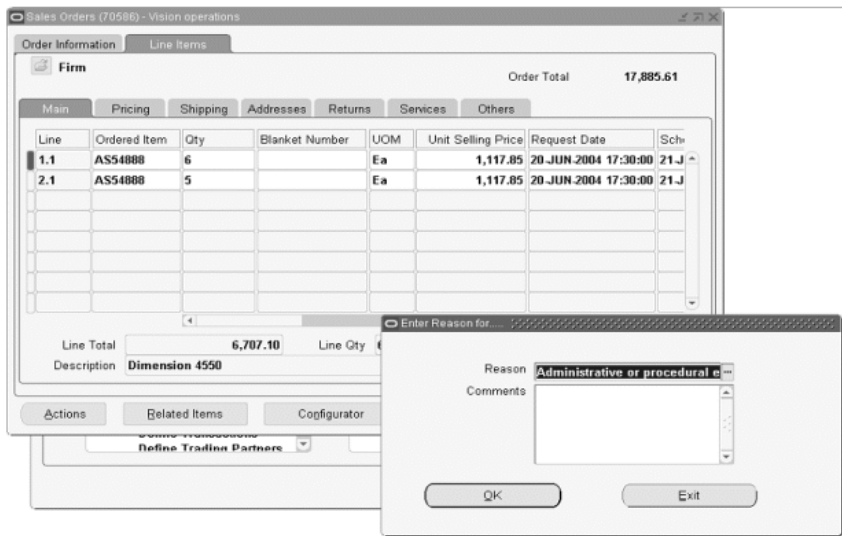 Sales Orders (70586) - Vision operations
Order Information Line Items
Firm
Order Total 17,885.61
Main Pricing Shipping Addresses Returns Services Others
Line Ordered Item Qty Blanket Number UOM Unit Selling Price Request Date
1.1 AS54888 6 Ea 1,117.85 20-JUN-2004 17:30:00 21-J
2.1 AS54888 5 Ea 1,117.85 20-JUN-2004 17:30:00 21-J
Line Total 6,707.10 Line Qty
Description Dimension 4550
Actions Related Items Configurator
Define Trading Partners
Enter Reason for.....
Reason Administrative or procedural e
Comments
OK Exit